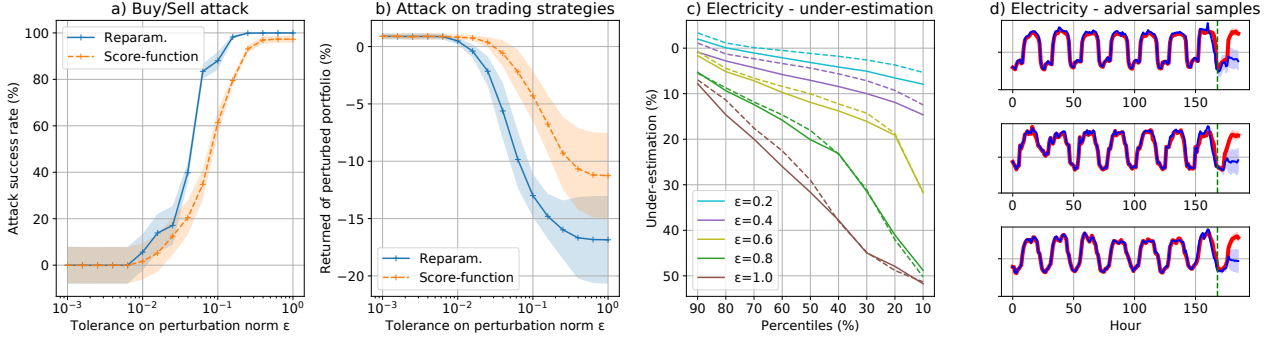 a) Buy/Sell attack
100
80
60
40
20
0
Attack success rate (%)
Reparam.
Score-function
10⁻³
10⁻²
10⁻¹
10⁰
Tolerance on perturbation norm ε
b) Attack on trading strategies
0
−5
−10
−15
−20
Returned of perturbed portfolio (%)
Reparam.
Score-function
10⁻³
10⁻²
10⁻¹
10⁰
Tolerance on perturbation norm ε
c) Electricity - under-estimation
0
10
20
30
40
50
Under-estimation (%)
ε=0.2
ε=0.4
ε=0.6
ε=0.8
ε=1.0
90 80 70 60 50 40 30 20 10
Percentiles (%)
d) Electricity - adversarial samples
0 50 100 150
0 50 100 150
0 50 100 150
Hour